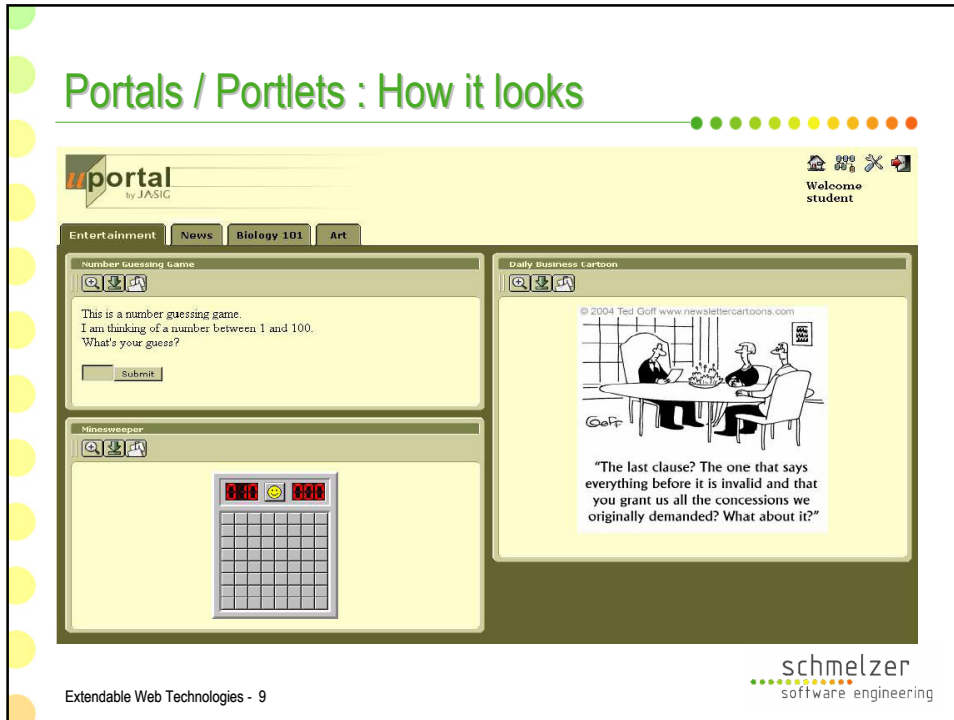 Portals / Portlets : How it looks
uportal
by JASIG
Welcome
student
Entertainment News Biology 101 Art
Number Guessing Game
This is a number guessing game.
I am thinking of a number between 1 and 100.
What's your guess?
Submit
Minesweeper
010 000
Daily Business Cartoon
© 2004 Ted Goff www.newslettercartoons.com
Goff
"The last clause? The one that says
everything before it is invalid and that
you grant us all the concessions we
originally demanded? What about it?"
Extendable Web Technologies - 9
schmelzer
software engineering